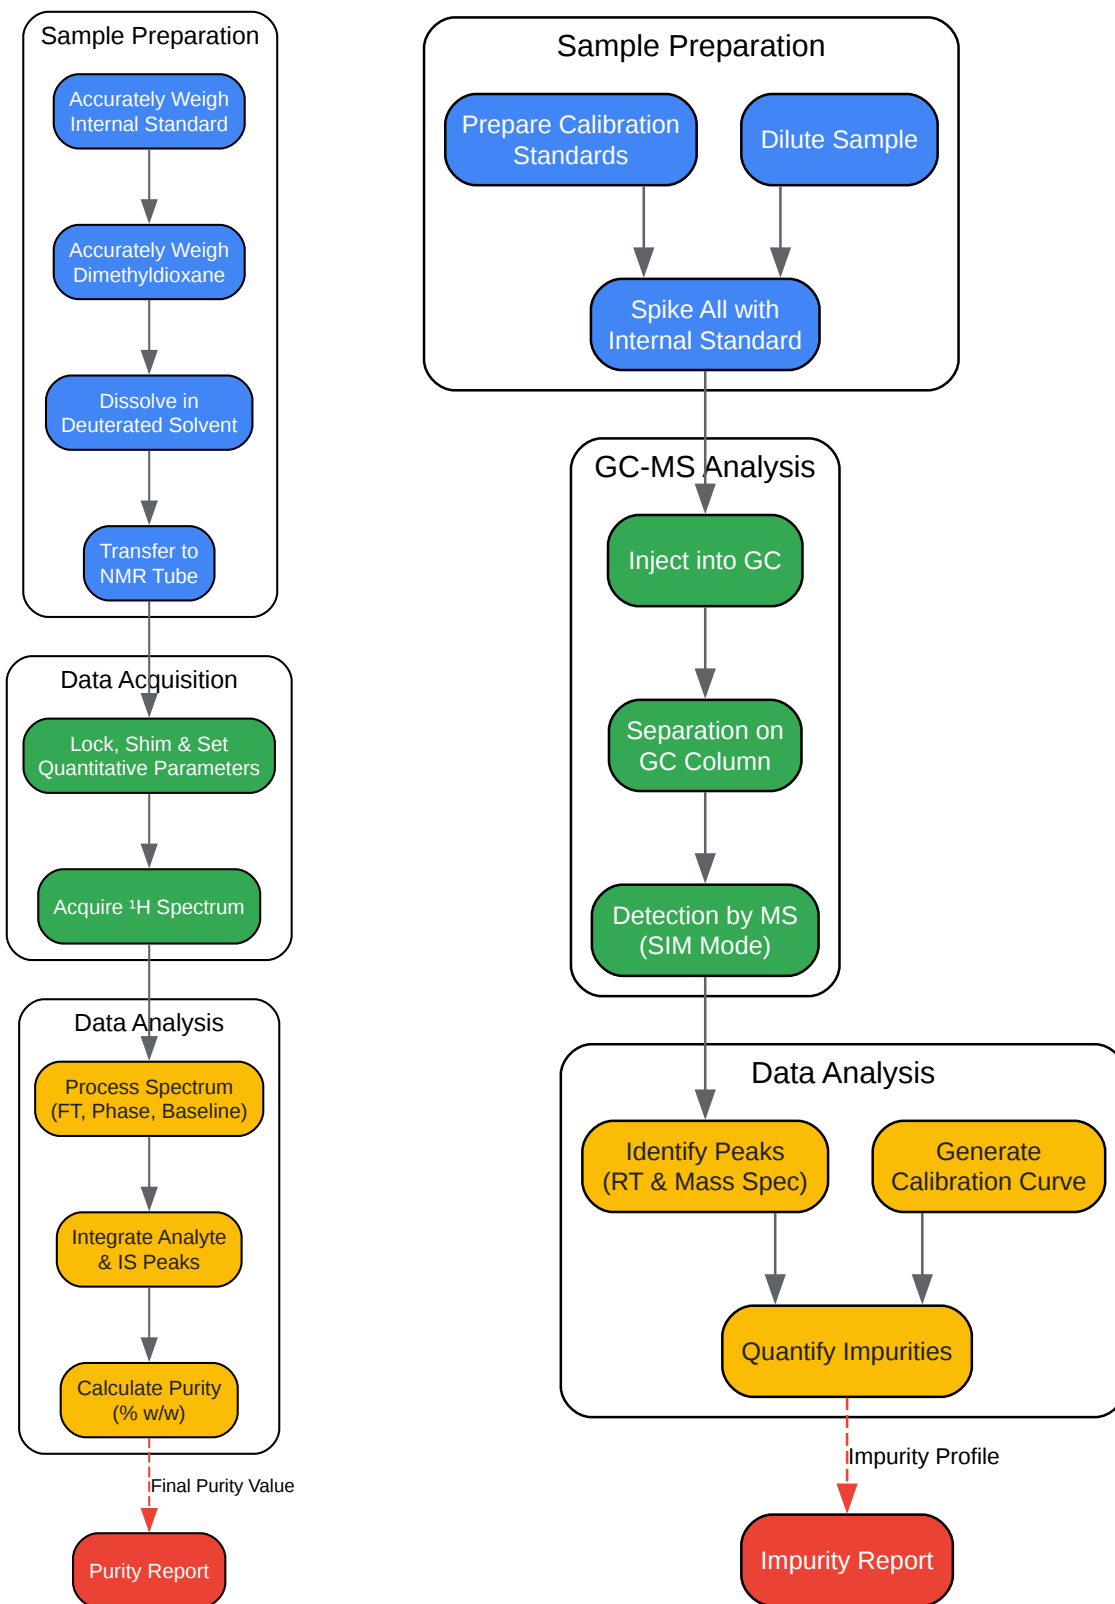 Sample Preparation
Accurately Weigh
Internal Standard
Accurately Weigh
Dimethyldioxane
Dissolve in
Deuterated Solvent
Transfer to
NMR Tube
Data Acquisition
Lock, Shim & Set
Quantitative Parameters
Acquire ¹H Spectrum
Data Analysis
Process Spectrum
(FT, Phase, Baseline)
Integrate Analyte
& IS Peaks
Calculate Purity
(% w/w)
Final Purity Value
Purity Report
Sample Preparation
Prepare Calibration
Standards
Dilute Sample
Spike All with
Internal Standard
GC-MS Analysis
Inject into GC
Separation on
GC Column
Detection by MS
(SIM Mode)
Data Analysis
Identify Peaks
(RT & Mass Spec)
Generate
Calibration Curve
Quantify Impurities
Impurity Profile
Impurity Report